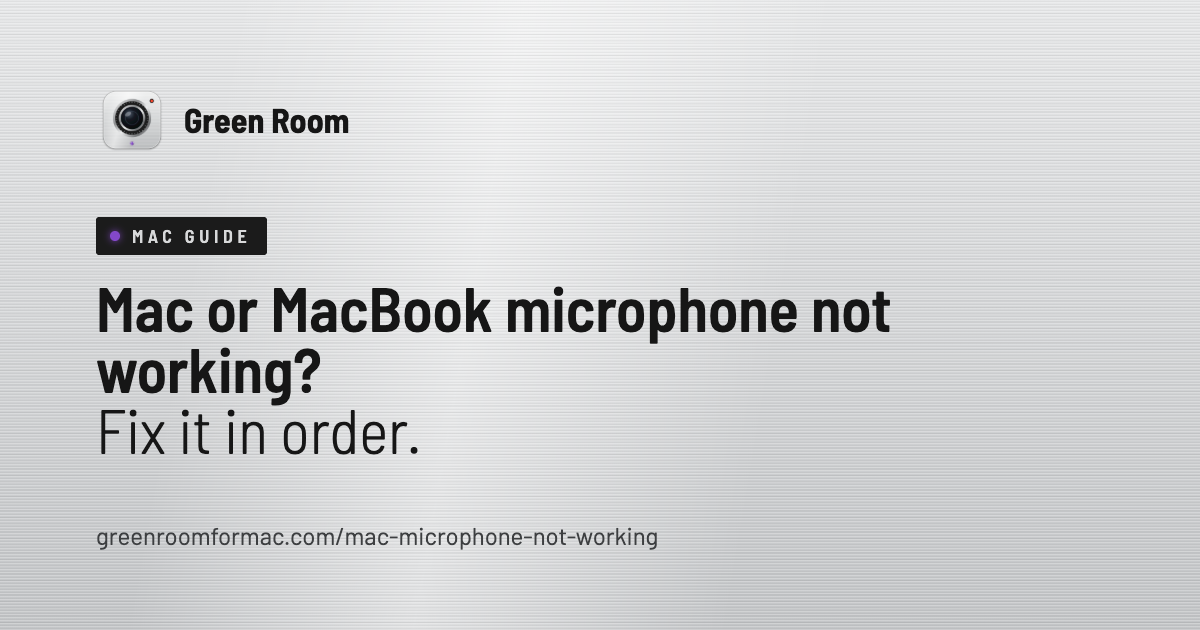 Green Room
MAC GUIDE
Mac or MacBook microphone not
working?
Fix it in order.
greenroomformac.com/mac-microphone-not-working